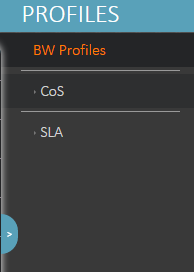 PROFILES
BW Profiles
› CoS
› SLA
>